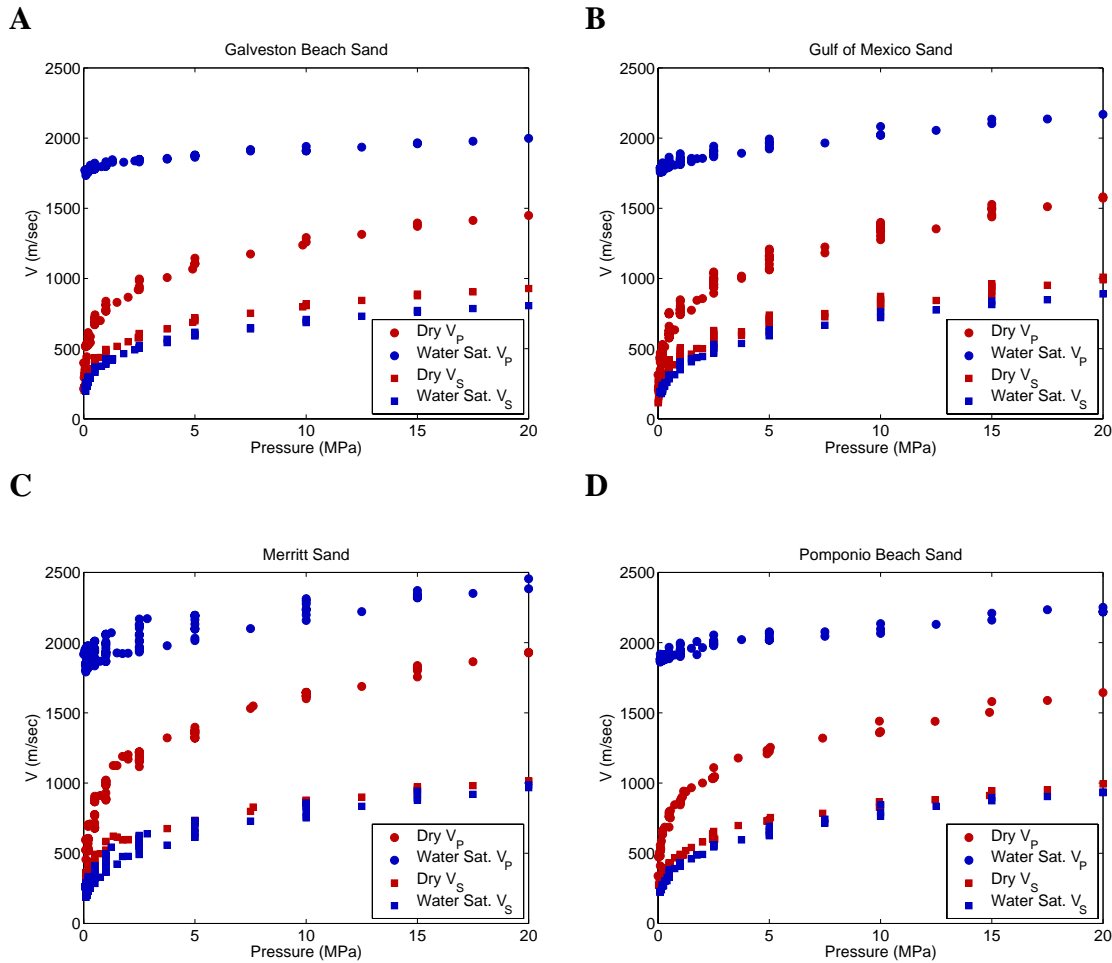 A
Galveston Beach Sand
2500
2000
1500
1000
500
0
V (m/sec)
0 5 10 15 20
Pressure (MPa)
Dry V_P
Water Sat. V_P
Dry V_S
Water Sat. V_S
B
Gulf of Mexico Sand
2500
2000
1500
1000
500
0
V (m/sec)
0 5 10 15 20
Pressure (MPa)
Dry V_P
Water Sat. V_P
Dry V_S
Water Sat. V_S
C
Merritt Sand
2500
2000
1500
1000
500
0
V (m/sec)
0 5 10 15 20
Pressure (MPa)
Dry V_P
Water Sat. V_P
Dry V_S
Water Sat. V_S
D
Pomponio Beach Sand
2500
2000
1500
1000
500
0
V (m/sec)
0 5 10 15 20
Pressure (MPa)
Dry V_P
Water Sat. V_P
Dry V_S
Water Sat. V_S